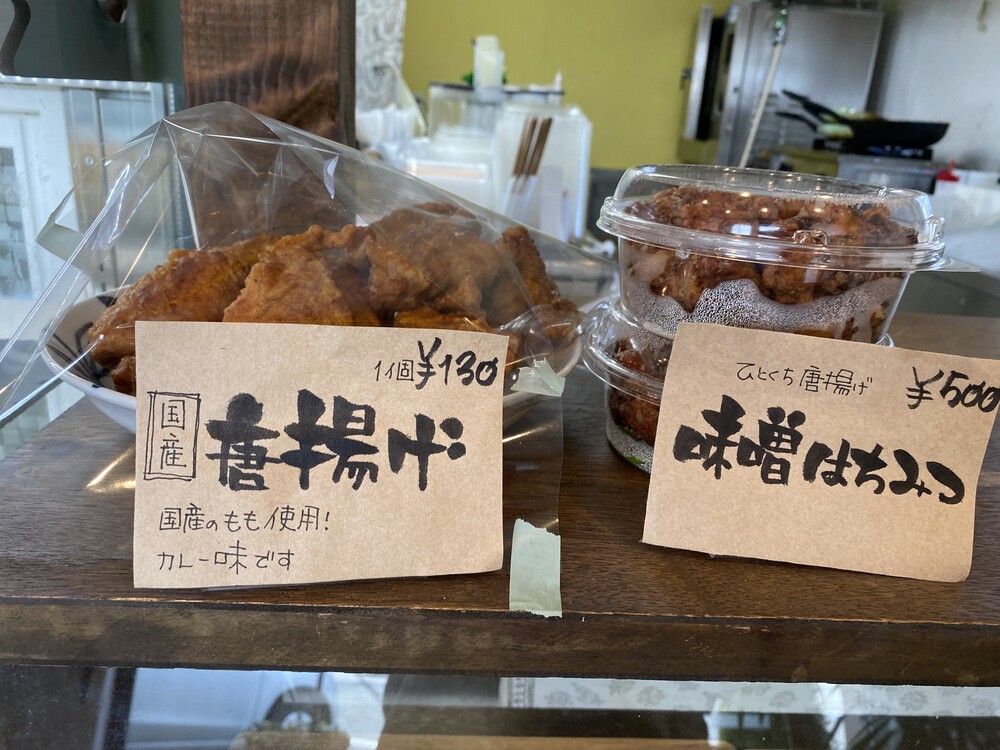 1個¥130
国産
唐揚げ
国産のもも使用!
カレー味です
ひとくち唐揚げ
¥500
味噌はちみつ